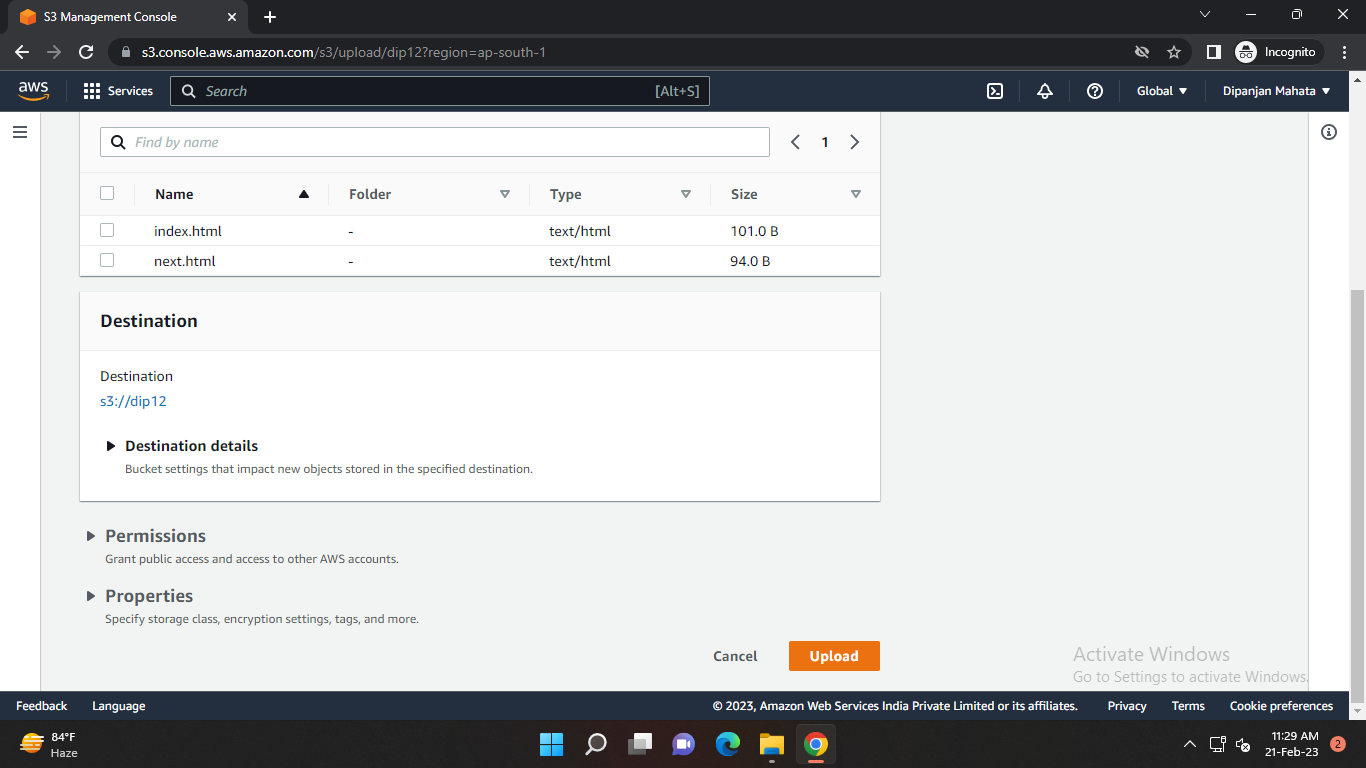 S3 Management Console
s3.console.aws.amazon.com/s3/upload/dip12?region=ap-south-1
Incognito
aws
Services
Search
[Alt+S]
Global
Dipanjan Mahata
Find by name
1
Name Folder Type Size
index.html - text/html 101.0 B
next.html - text/html 94.0 B
Destination
Destination
s3://dip12
Destination details
Bucket settings that impact new objects stored in the specified destination.
Permissions
Grant public access and access to other AWS accounts.
Properties
Specify storage class, encryption settings, tags, and more.
Cancel Upload
Activate Windows
Go to Settings to activate Windows.
Feedback Language © 2023, Amazon Web Services India Private Limited or its affiliates. Privacy Terms Cookie preferences
84°F
Haze
11:29 AM
21-Feb-23
2